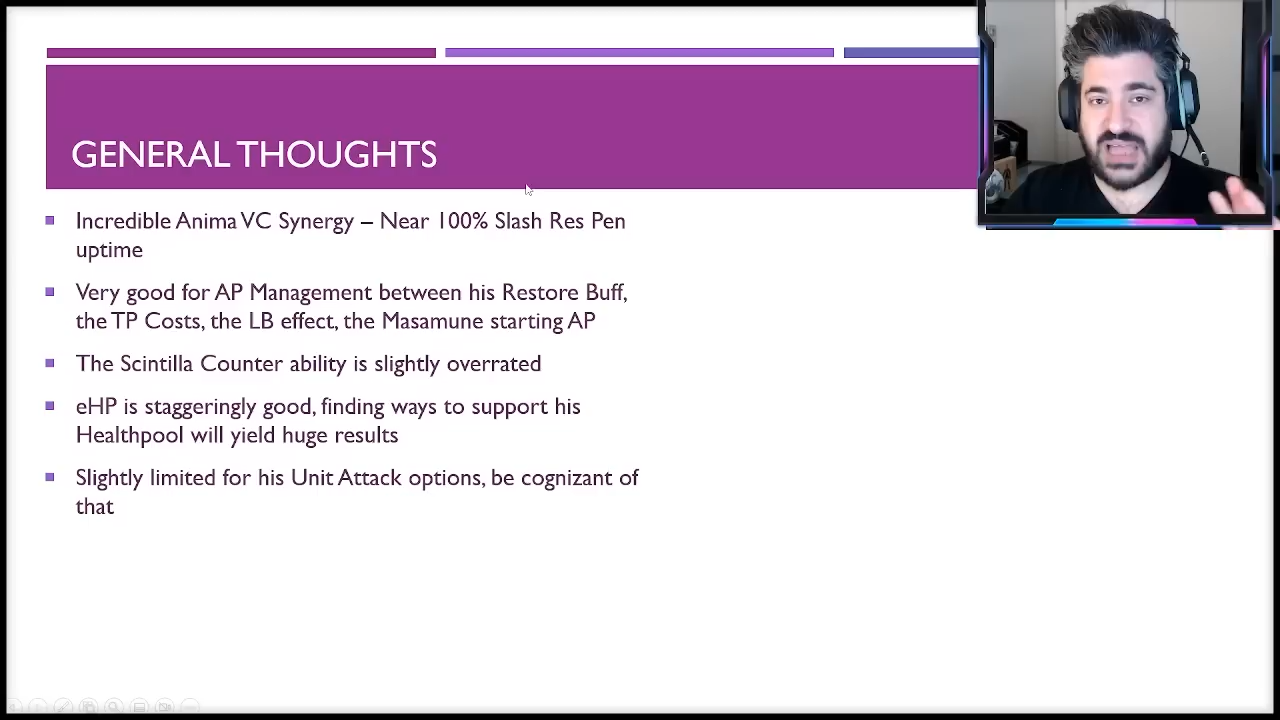 GENERAL THOUGHTS
Incredible Anima VC Synergy – Near 100% Slash Res Pen
uptime
Very good for AP Management between his Restore Buff,
the TP Costs, the LB effect, the Masamune starting AP
The Scintilla Counter ability is slightly overrated
eHP is staggeringly good, finding ways to support his
Healthpool will yield huge results
Slightly limited for his Unit Attack options, be cognizant of
that